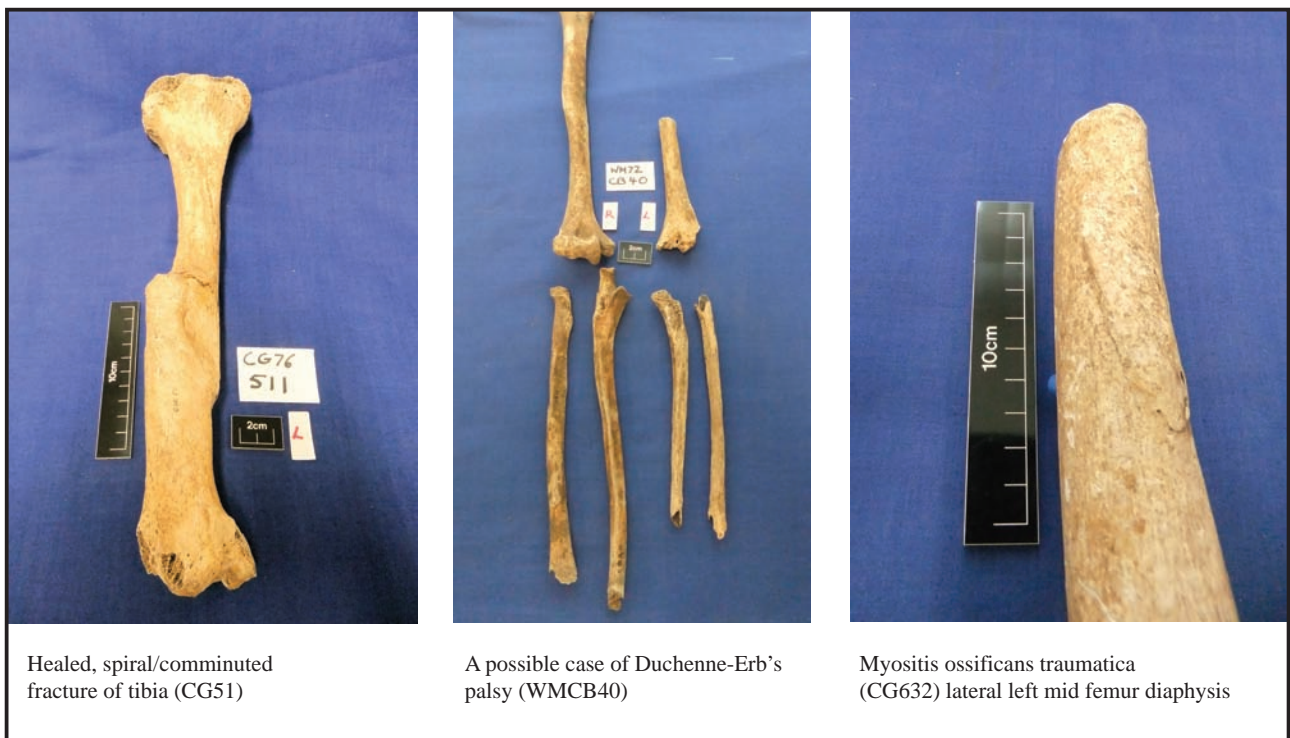 10cm
CG76
511
2cm
L
WM72
CB40
R
L
2cm
10cm
Healed, spiral/comminuted
fracture of tibia (CG51)
A possible case of Duchenne-Erb's
palsy (WMCB40)
Myositis ossificans traumatica
(CG632) lateral left mid femur diaphysis